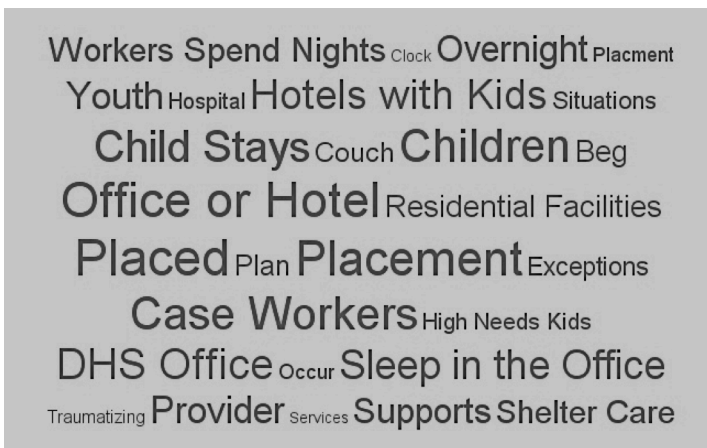 Workers Spend Nights Clock Overnight Placment
Youth Hospital Hotels with Kids Situations
Child Stays Couch Children Beg
Office or Hotel Residential Facilities
Placed Plan Placement Exceptions
Case Workers High Needs Kids
DHS Office Occur Sleep in the Office
Traumatizing Provider Services Supports Shelter Care